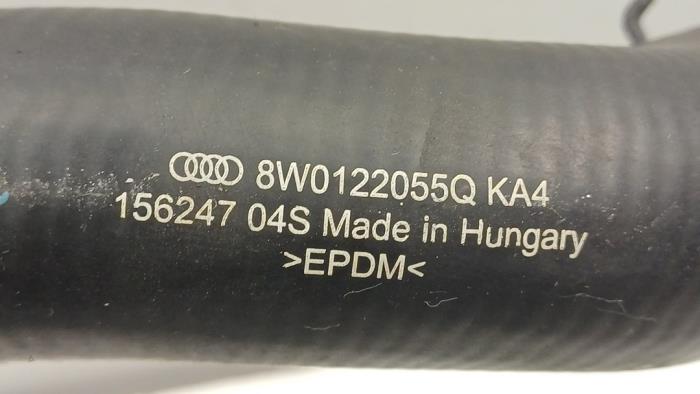 8W0122055Q KA4
156247 04S Made in Hungary
>EPDM<